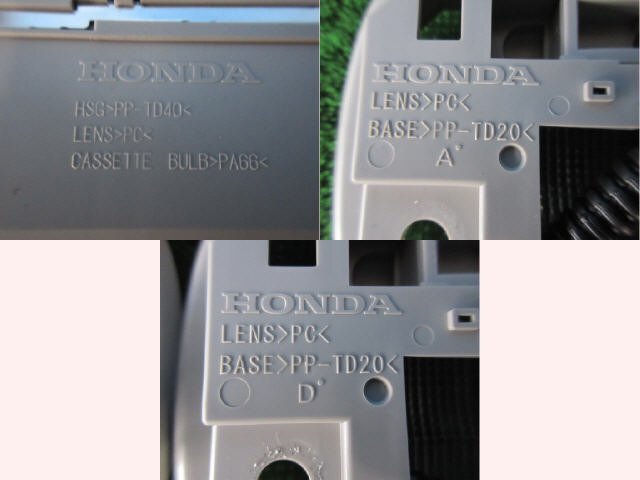 HONDA
HSG>PP-TD40<
LENS>PC<
CASSETTE BULB>PA66<
HONDA
LENS>PC<
BASE>PP-TD20<
A°
HONDA
LENS>PC<
BASE>PP-TD20<
D°